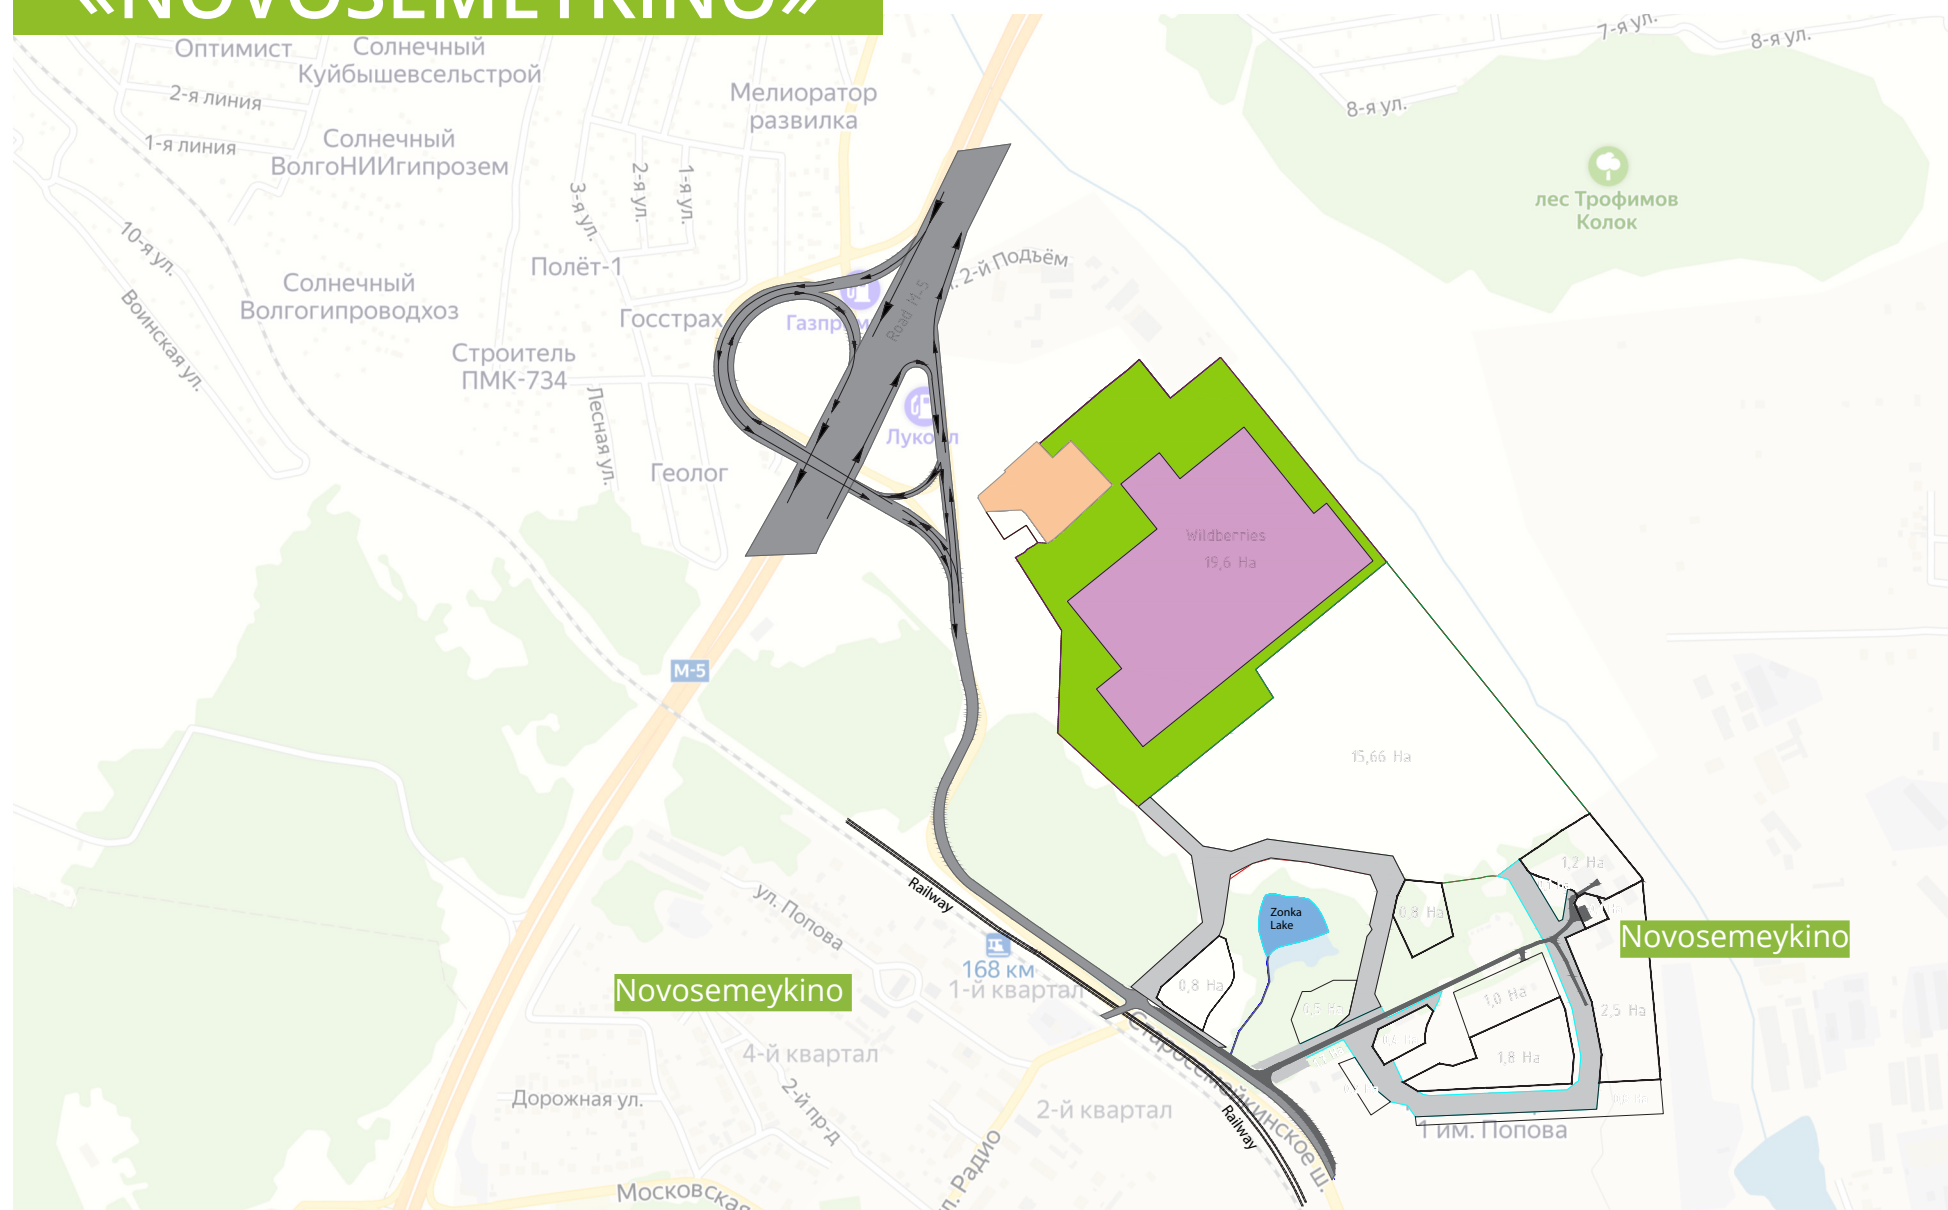 «NOVOSEMEYKINO»
Оптимист
Солнечный
Куйбышевсельстрой
2-я линия
1-я линия
Солнечный
ВолгоНИИгипрозем
Мелиоратор
развилка
7-я ул.
8-я ул.
8-я ул.
лес Трофимов
Колок
3-я ул.
2-я ул.
1-я ул.
10-я ул.
Воинская ул.
Солнечный
Волгогипроводхоз
Полёт-1
Госстрах
2-й Подъём
Road M-5
Строитель
ПМК-734
Лесная ул.
Геолог
Wildberries
19,6 Ha
М-5
15,66 Ha
1,2 Ha
0,8 Ha
Railway
Zonka
Lake
ул. Попова
Novosemeykino
168 км
1-й квартал
Novosemeykino
0,8 Ha
0,5 Ha
1,0 Ha
2,5 Ha
1,8 Ha
4-й квартал
Старосемейкинское ш.
Дорожная ул.
2-й пр-д
2-й квартал
Railway
1 им. Попова
Радио
Московская